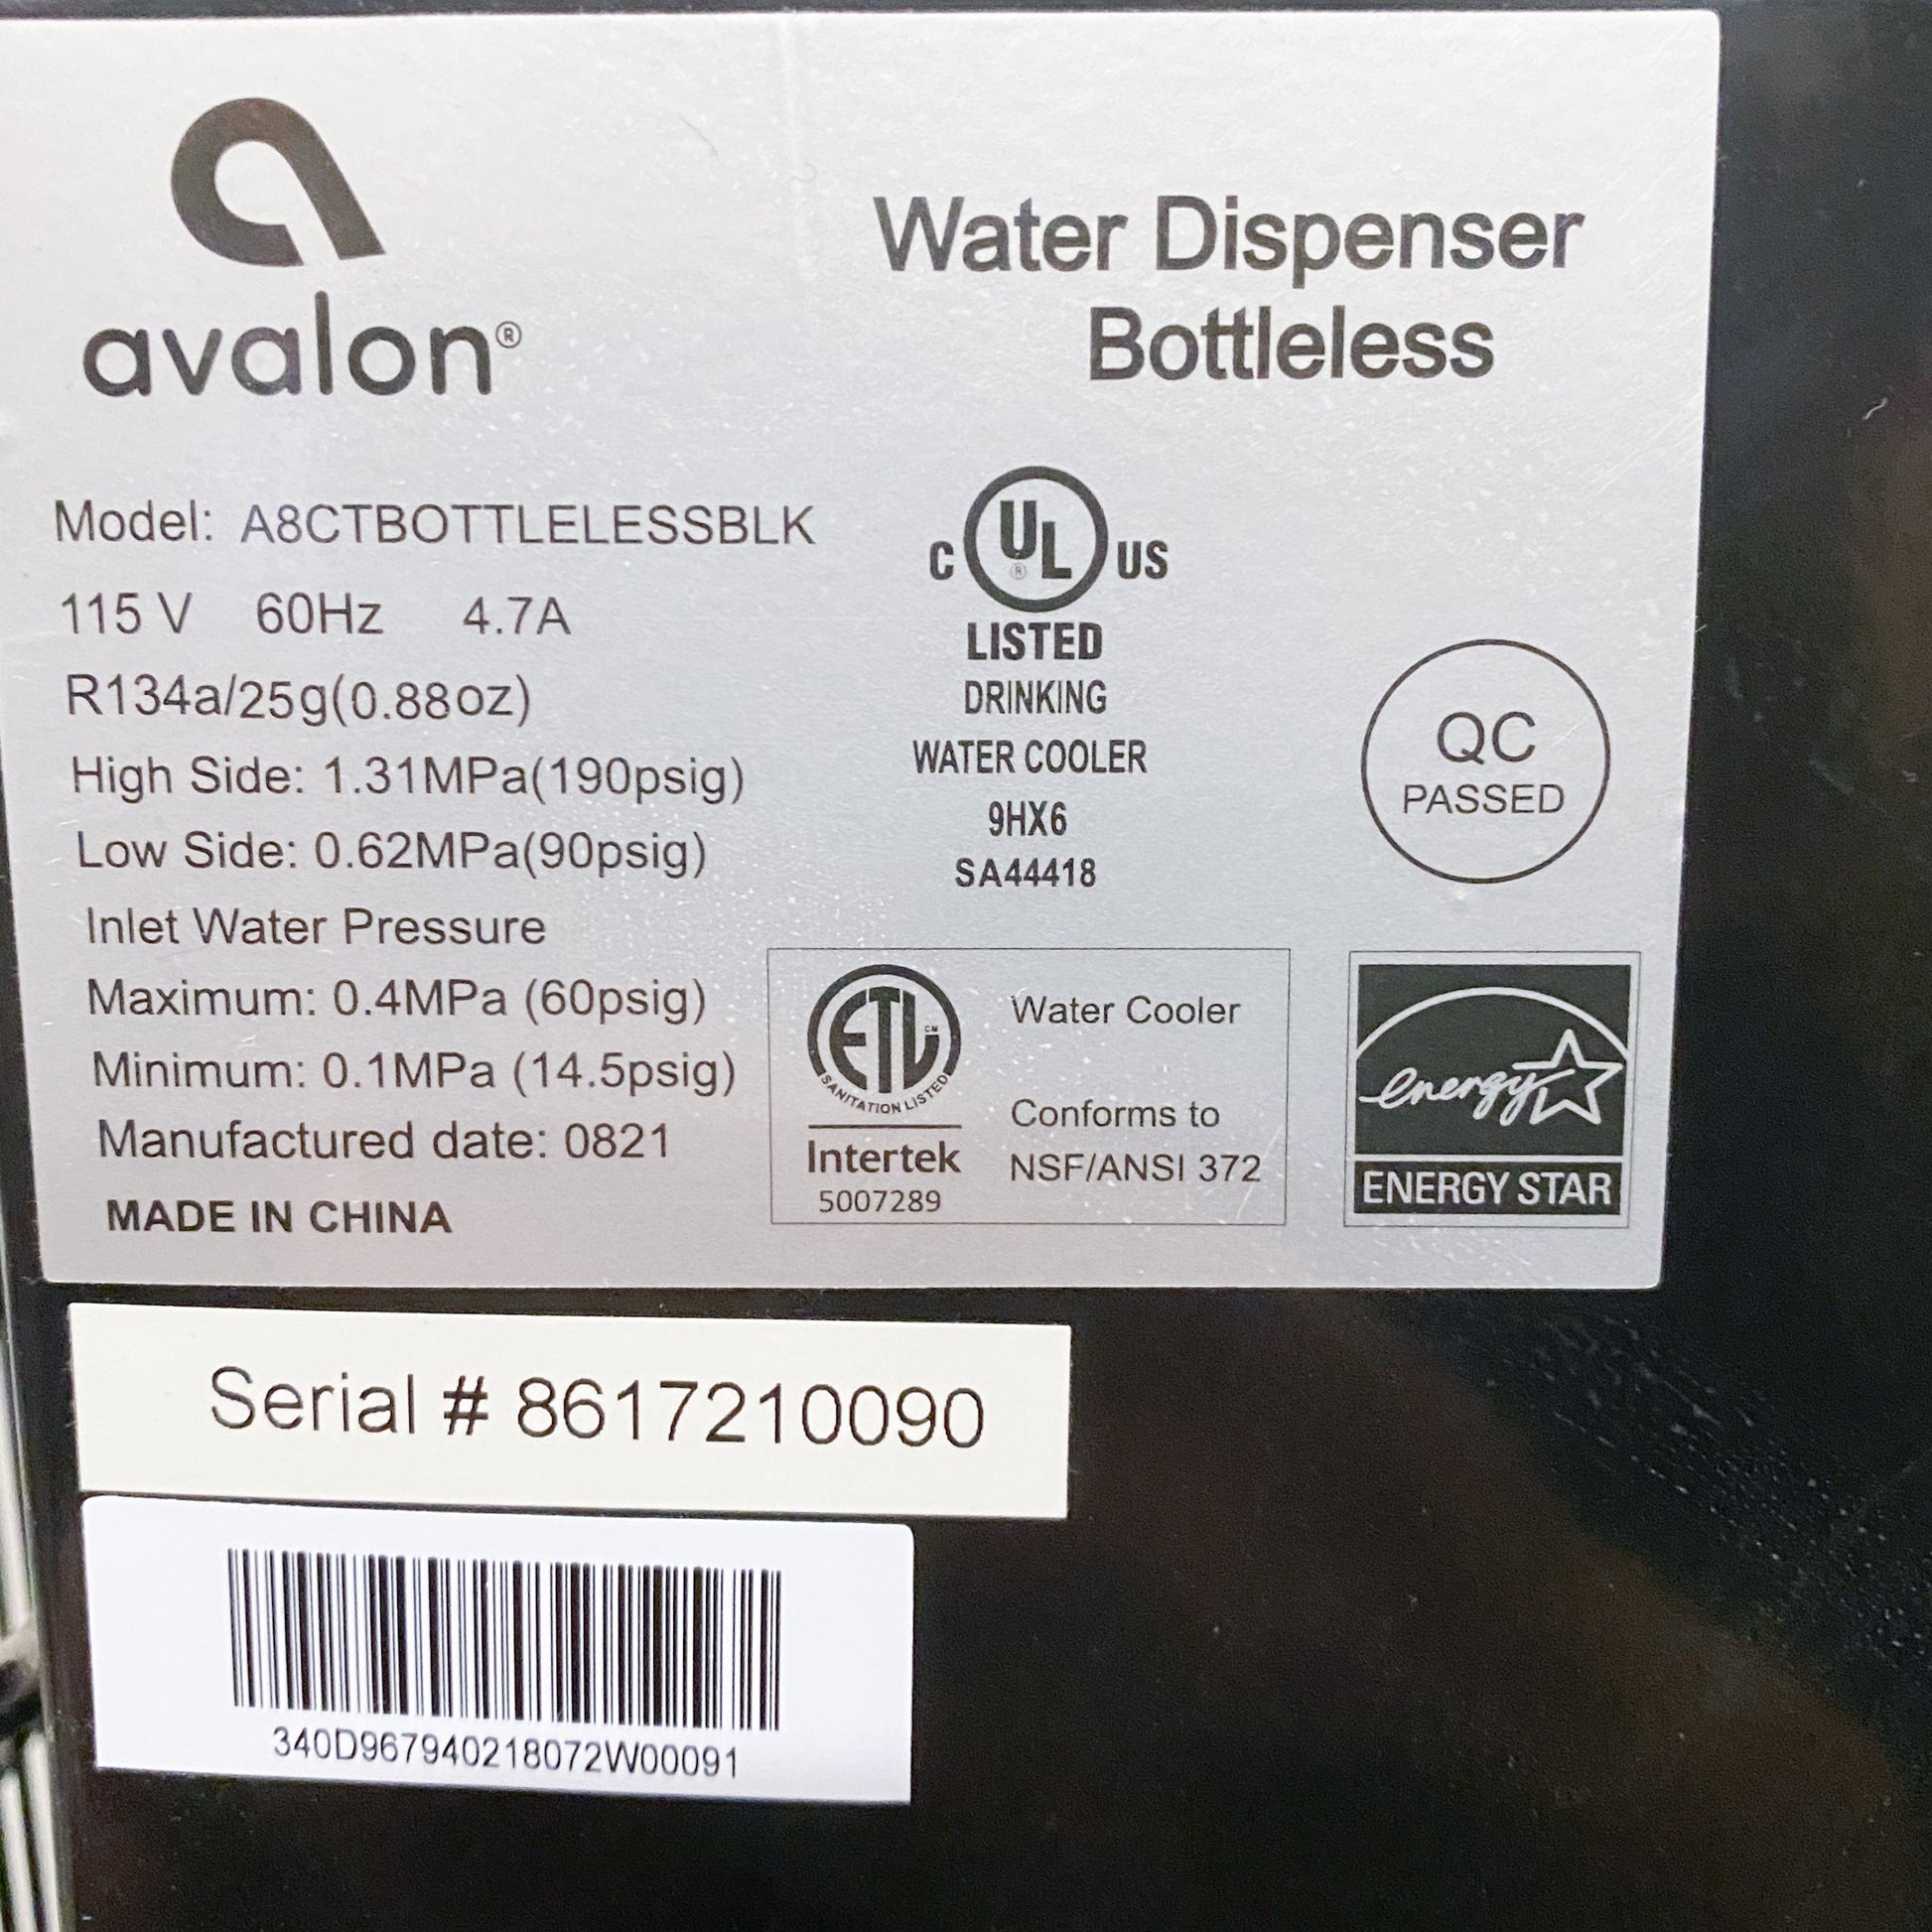 avalon®
Water Dispenser
Bottleless
Model: A8CTBOTTLELESSBLK
115 V 60Hz 4.7A
R134a/25g(0.88oz)
High Side: 1.31MPa(190psig)
Low Side: 0.62MPa(90psig)
Inlet Water Pressure
Maximum: 0.4MPa (60psig)
Minimum: 0.1MPa (14.5psig)
Manufactured date: 0821
MADE IN CHINA
C UL® US
LISTED
DRINKING
WATER COOLER
9HX6
SA44418
QC
PASSED
ETL CM
SANITATION LISTED
Intertek
5007289
Water Cooler
Conforms to
NSF/ANSI 372
energy
ENERGY STAR
Serial # 8617210090
340D967940218072W00091